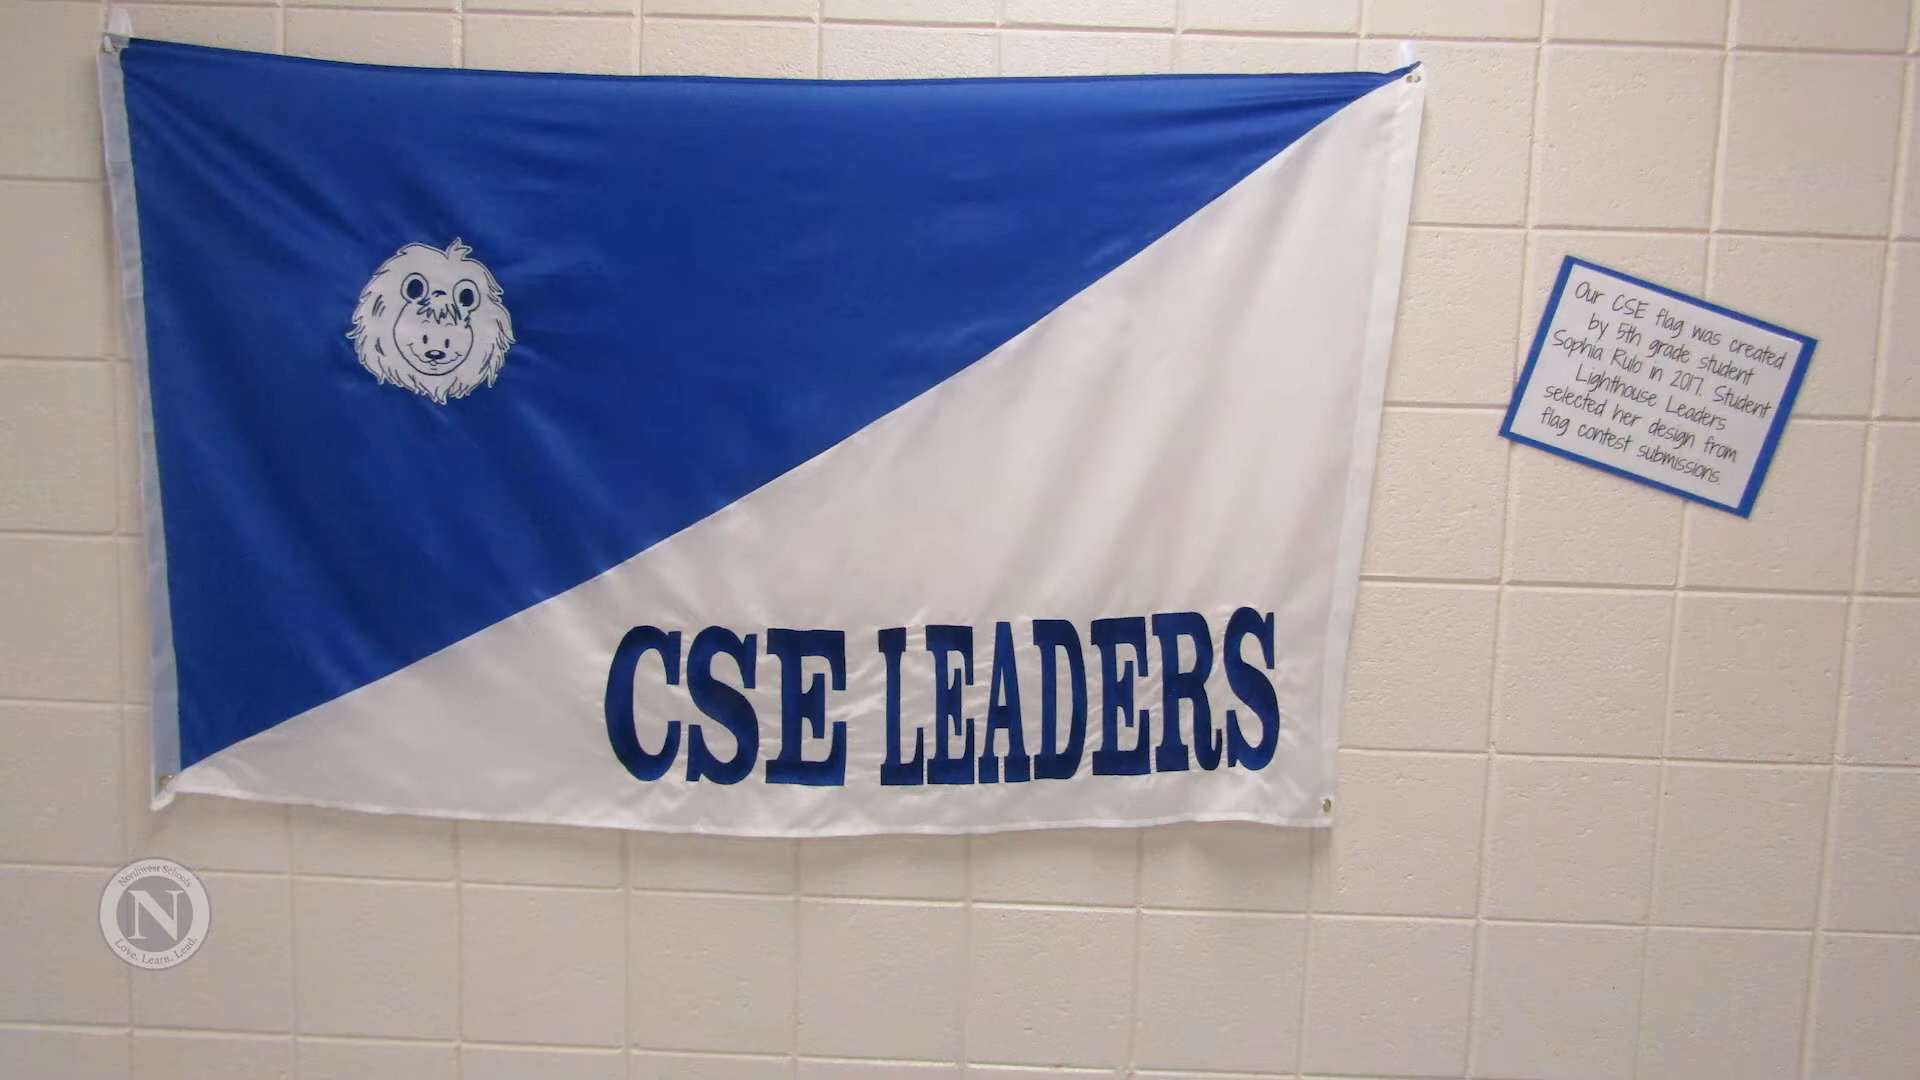 CSE LEADERS
Our CSE flag was created
by 5th grade student
Sophia Rulo in 2017. Student
Lighthouse Leaders
selected her design from
flag contest submissions.
Northwest Schools
N
Love. Learn. Lead.